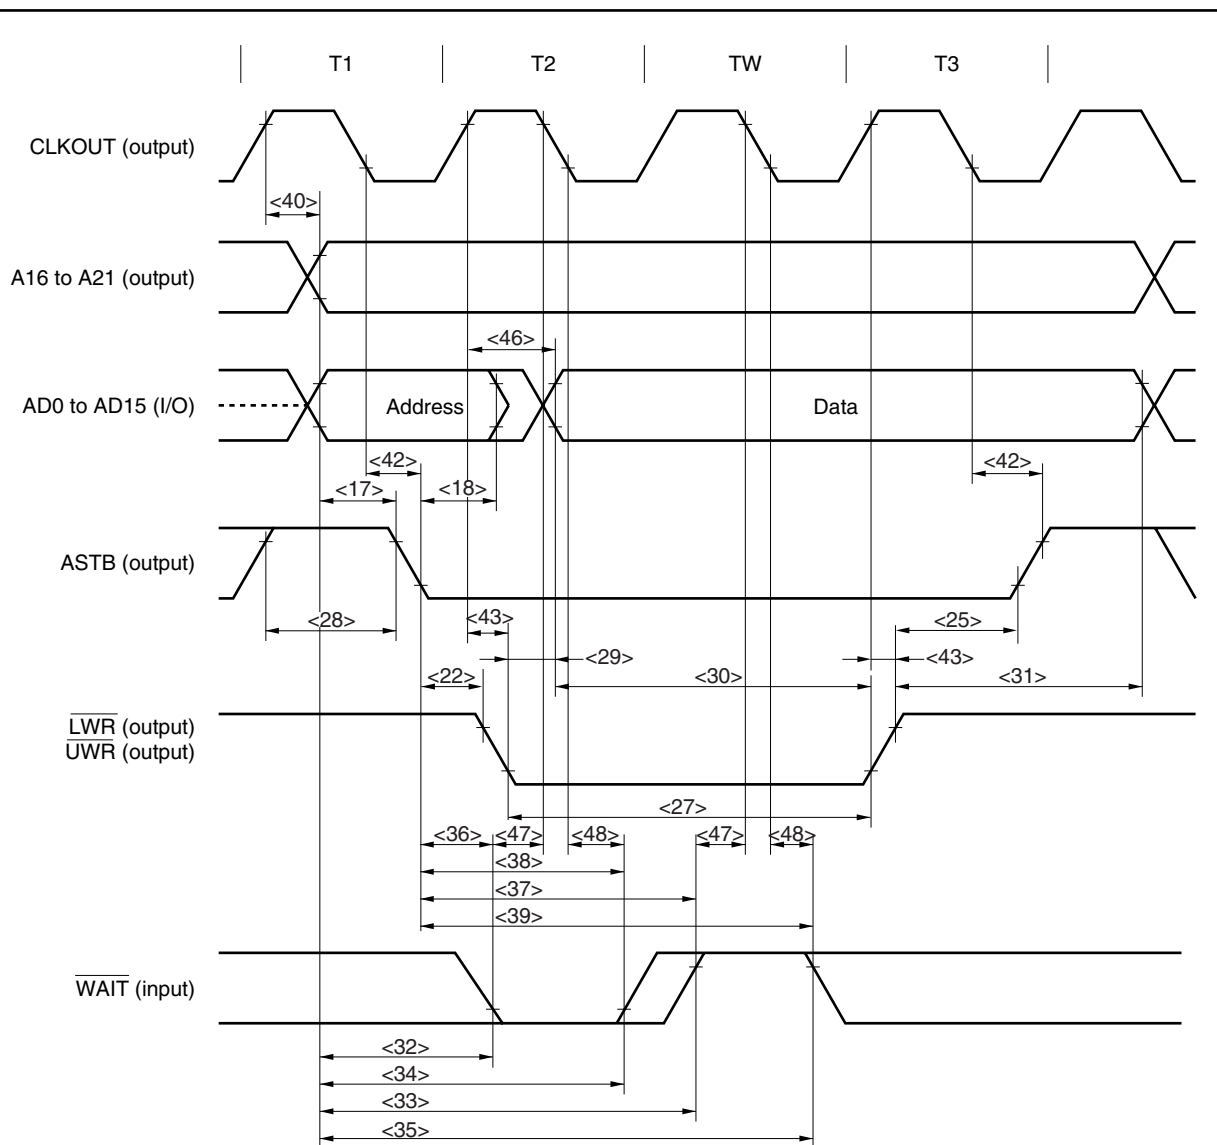 T1 T2 TW T3
CLKOUT (output)
<40>
A16 to A21 (output)
<46>
AD0 to AD15 (I/O) Address Data
<42> <42>
<17> <18>
ASTB (output)
<28> <43> <25>
<29> <43>
<22> <30> <31>
LWR (output)
UWR (output)
<27>
<36> <47> <48> <47> <48>
<38>
<37>
<39>
WAIT (input)
<32>
<34>
<33>
<35>